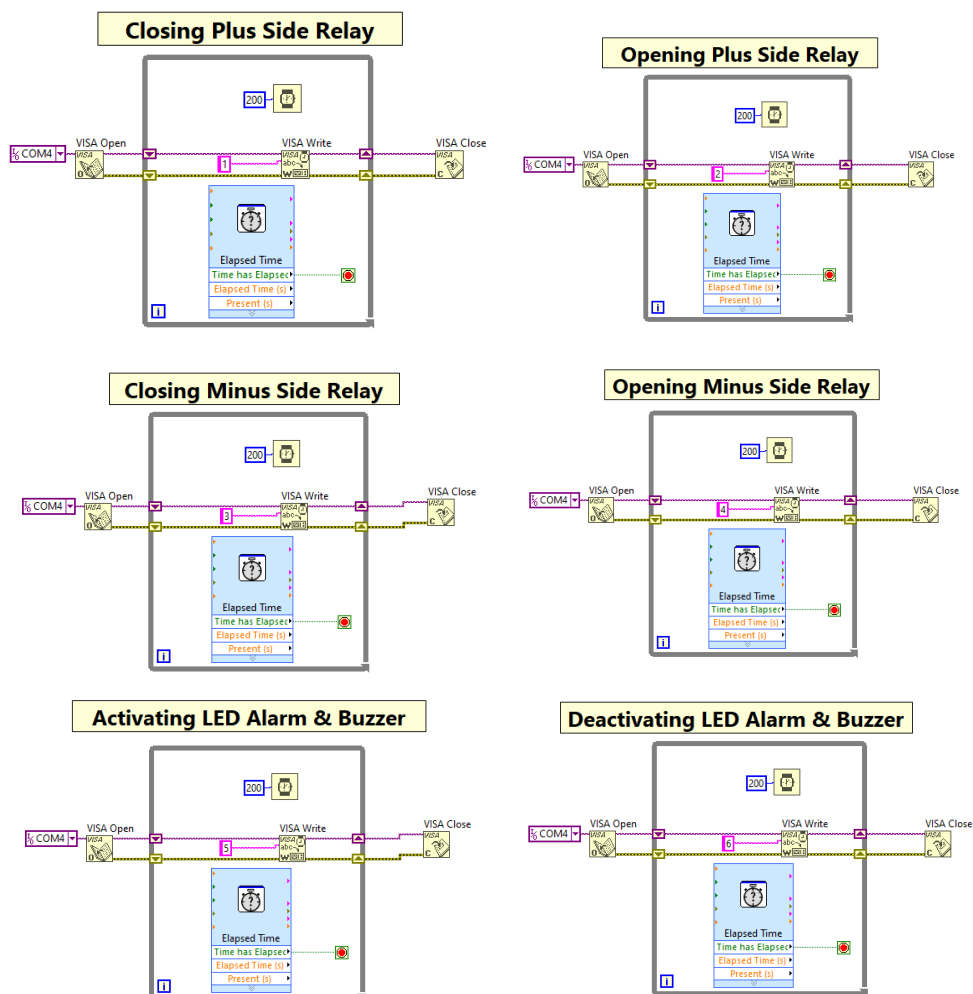 Closing Plus Side Relay
200
VISA Open
VISA Write
VISA Close
COM4
1
Elapsed Time
Time has Elapsed
Elapsed Time (s)
Present (s)
i
Opening Plus Side Relay
200
VISA Open
VISA Write
VISA Close
COM4
2
Elapsed Time
Time has Elapsed
Elapsed Time (s)
Present (s)
i
Closing Minus Side Relay
200
VISA Open
VISA Write
VISA Close
COM4
3
Elapsed Time
Time has Elapsed
Elapsed Time (s)
Present (s)
i
Opening Minus Side Relay
200
VISA Open
VISA Write
VISA Close
COM4
4
Elapsed Time
Time has Elapsed
Elapsed Time (s)
Present (s)
i
Activating LED Alarm & Buzzer
200
VISA Open
VISA Write
VISA Close
COM4
5
Elapsed Time
Time has Elapsed
Elapsed Time (s)
Present (s)
i
Deactivating LED Alarm & Buzzer
200
VISA Open
VISA Write
VISA Close
COM4
6
Elapsed Time
Time has Elapsed
Elapsed Time (s)
Present (s)
i